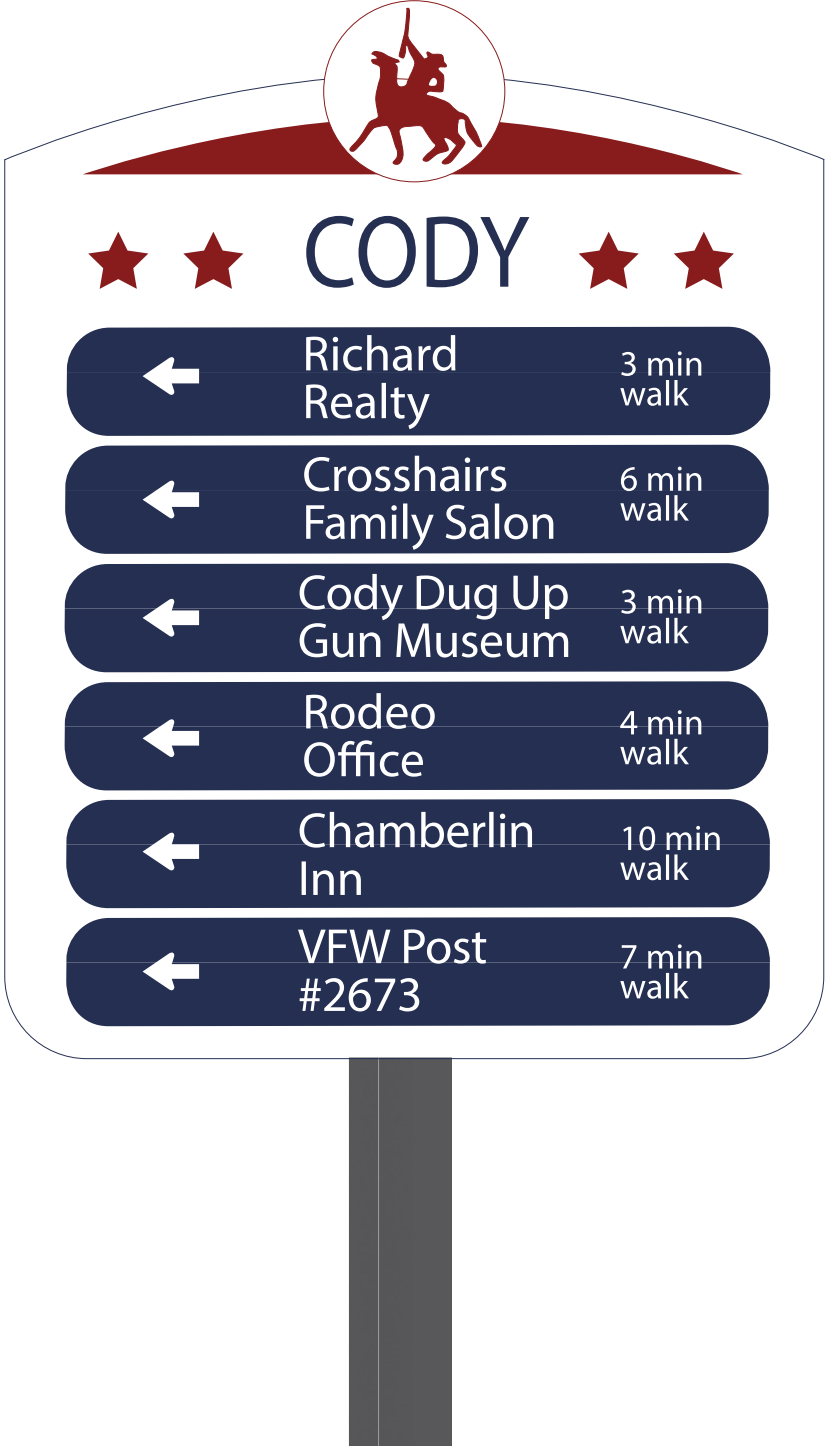 CODY
Richard
Realty
3 min
walk
Crosshairs
Family Salon
6 min
walk
Cody Dug Up
Gun Museum
3 min
walk
Rodeo
Office
4 min
walk
Chamberlin
Inn
10 min
walk
VFW Post
#2673
7 min
walk